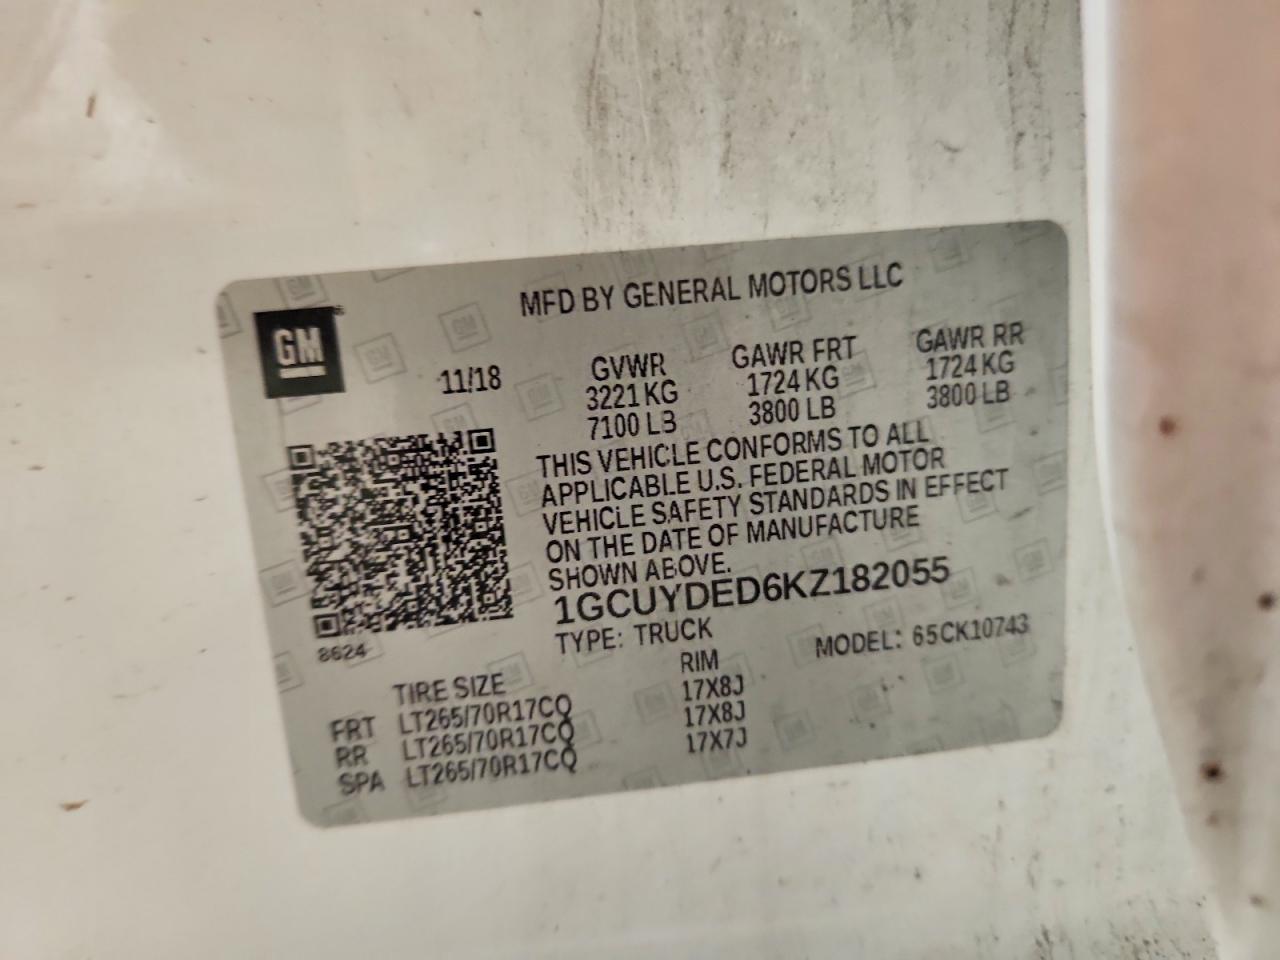 GM
MFD BY GENERAL MOTORS LLC
11/18
GVWR GAWR FRT GAWR RR
3221 KG 1724 KG 1724 KG
7100 LB 3800 LB 3800 LB
THIS VEHICLE CONFORMS TO ALL
APPLICABLE U.S. FEDERAL MOTOR
VEHICLE SAFETY STANDARDS IN EFFECT
ON THE DATE OF MANUFACTURE
SHOWN ABOVE.
1GCUYDED6KZ182055
TYPE: TRUCK MODEL: 65CK10743
8624
TIRE SIZE RIM
FRT LT265/70R17CQ 17X8J
RR LT265/70R17CQ 17X8J
SPA LT265/70R17CQ 17X7J